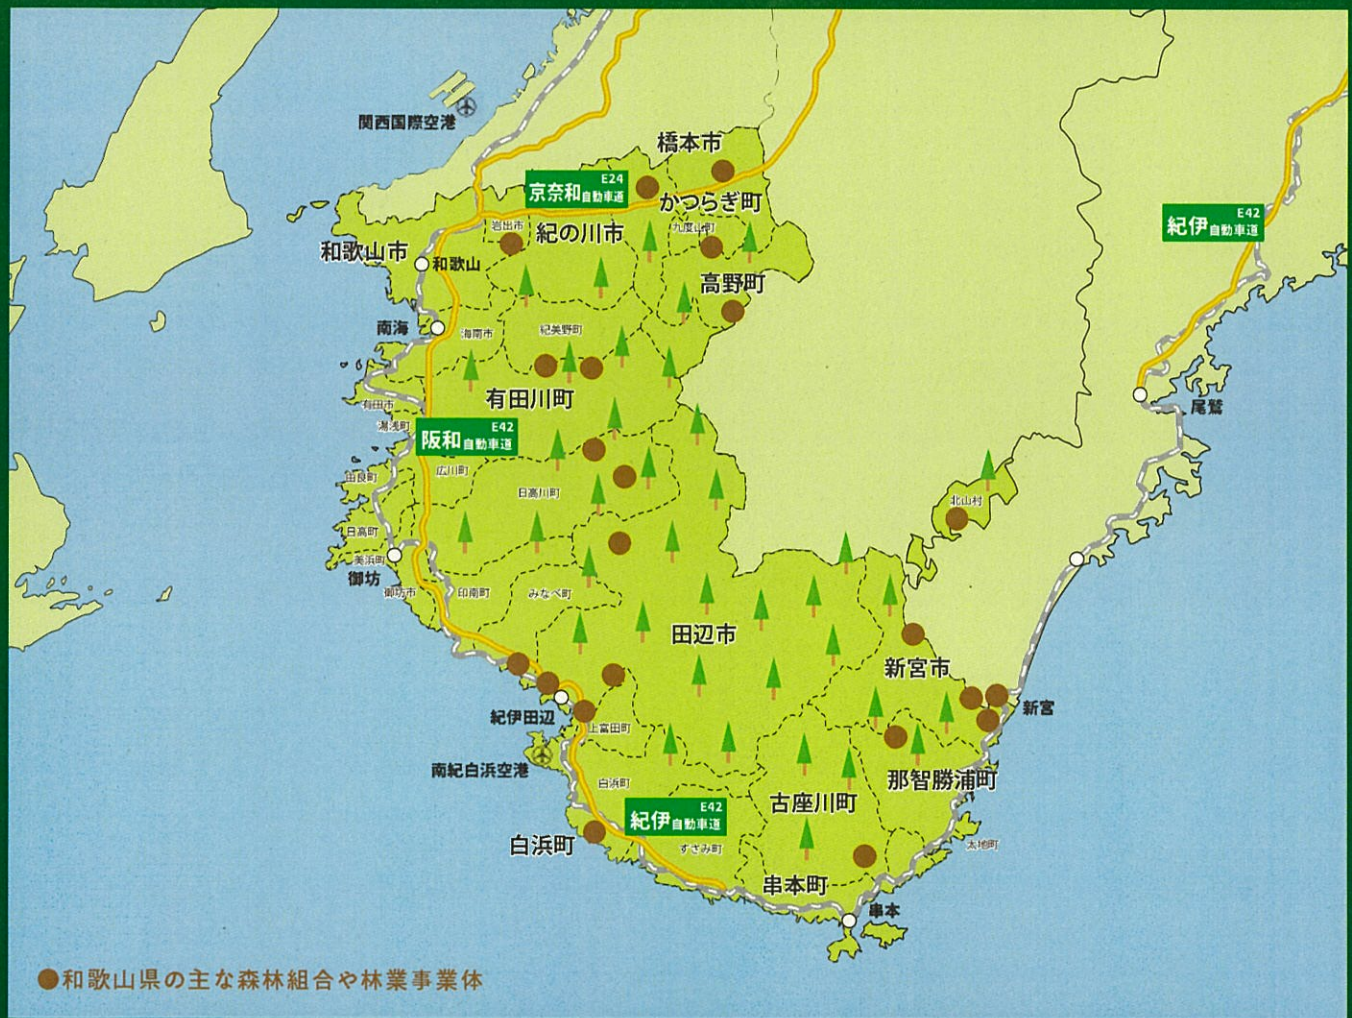 関西国際空港
橋本市
京奈和自動車道 E24
かつらぎ町
岩出市
紀の川市
九度山町
紀伊自動車道 E42
和歌山市
和歌山
高野町
南海
海南市
紀美野町
有田川町
有田市
尾鷲
湯浅町
阪和自動車道 E42
広川町
由良町
日高川町
北山村
日高町
美浜町
御坊
御坊市
印南町
みなべ町
田辺市
新宮市
新宮
紀伊田辺
上富田町
南紀白浜空港
白浜町
那智勝浦町
古座川町
紀伊自動車道 E42
白浜町
すさみ町
太地町
串本町
串本
●和歌山県の主な森林組合や林業事業体